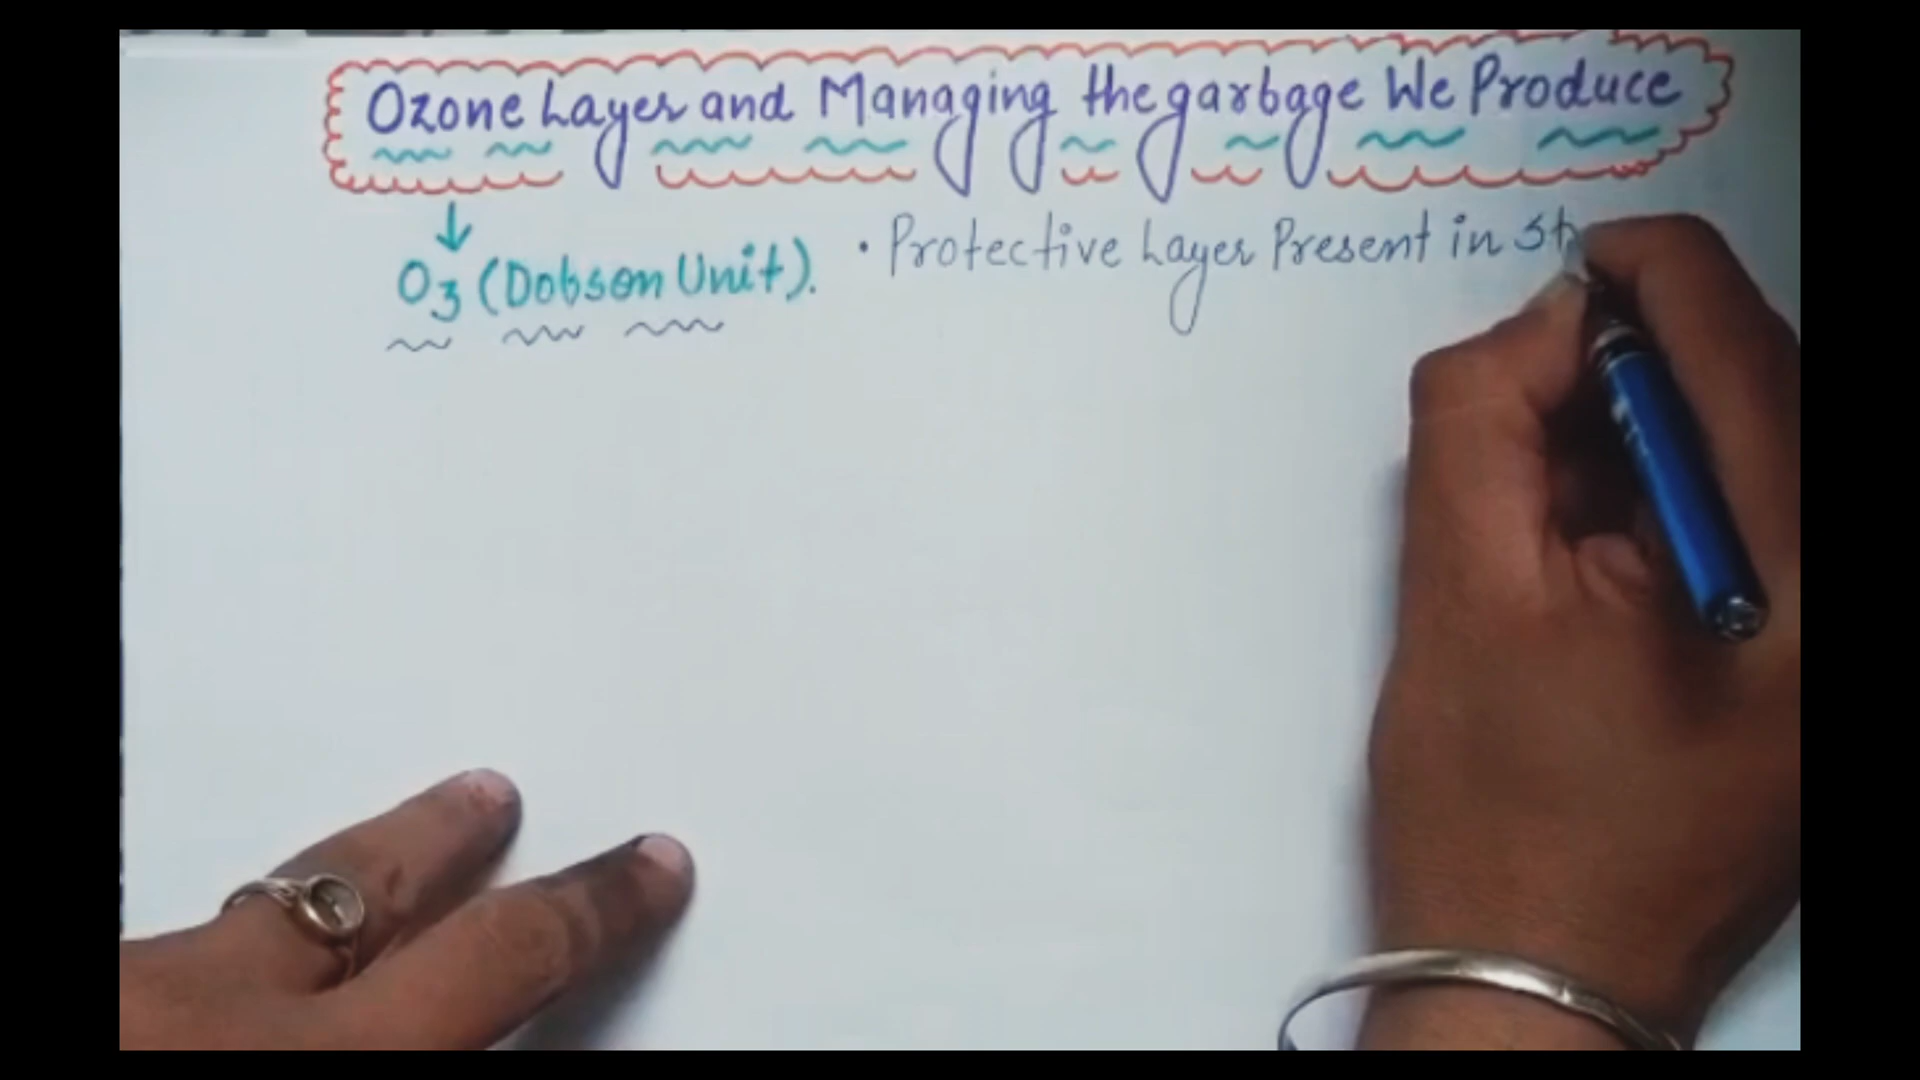 Ozone Layer and Managing the garbage We Produce
O3 (Dobson Unit).
• Protective Layer Present in